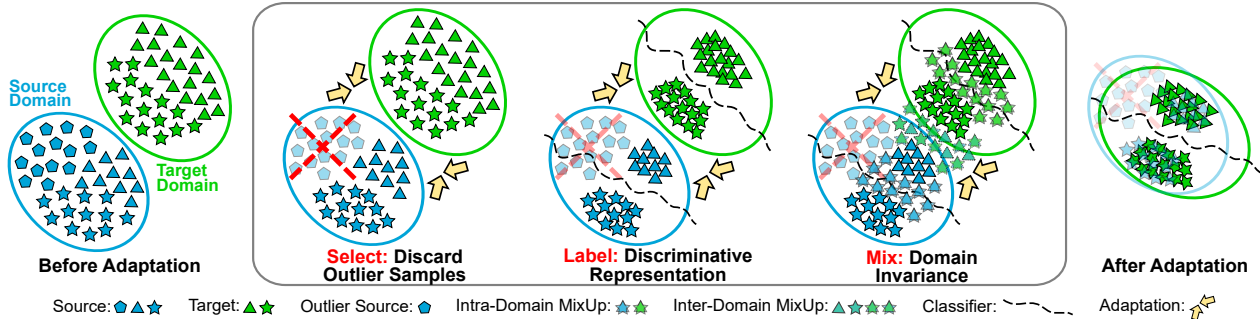 Source
Domain
Target
Domain
Before Adaptation
Select: Discard
Outlier Samples
Label: Discriminative
Representation
Mix: Domain
Invariance
After Adaptation
Source:
Target:
Outlier Source:
Intra-Domain MixUp:
Inter-Domain MixUp:
Classifier:
Adaptation: